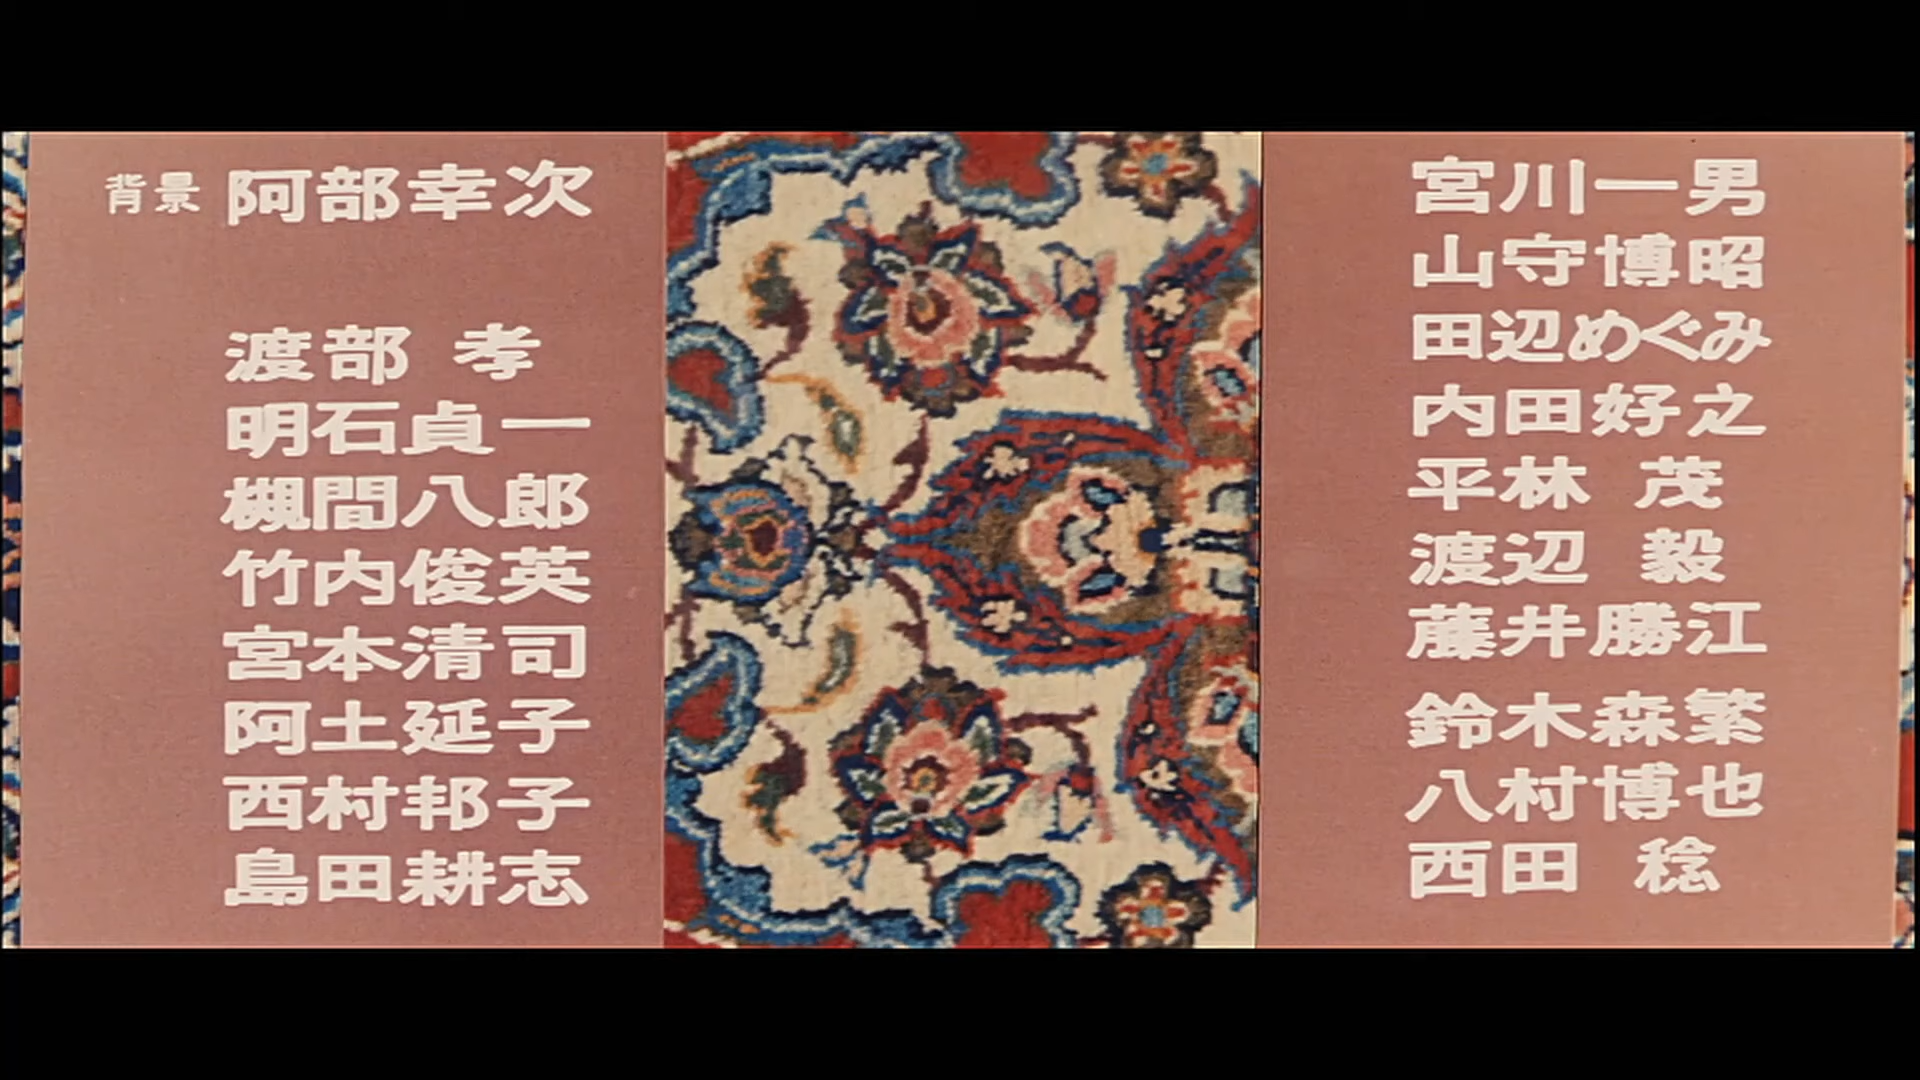 背景 阿部幸次
渡部 孝
明石貞一
槻間八郎
竹内俊英
宮本清司
阿土延子
西村邦子
島田耕志
宮川一男
山守博昭
田辺めぐみ
内田好之
平林 茂
渡辺 毅
藤井勝江
鈴木森繁
八村博也
西田 稔